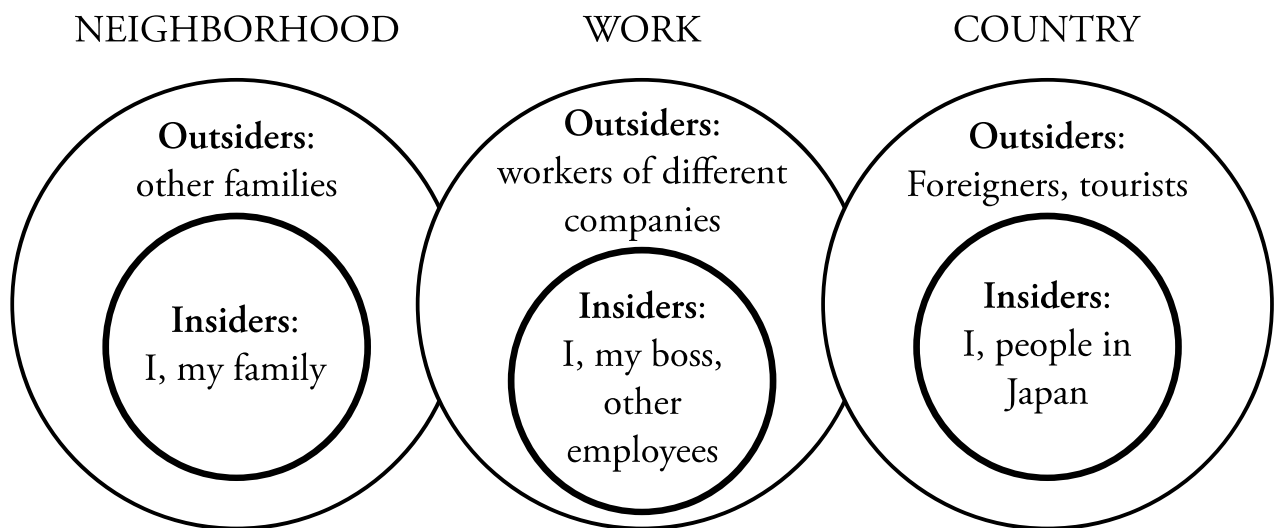 NEIGHBORHOOD
Outsiders:
other families
Insiders:
I, my family
WORK
Outsiders:
workers of different
companies
Insiders:
I, my boss,
other
employees
COUNTRY
Outsiders:
Foreigners, tourists
Insiders:
I, people in
Japan